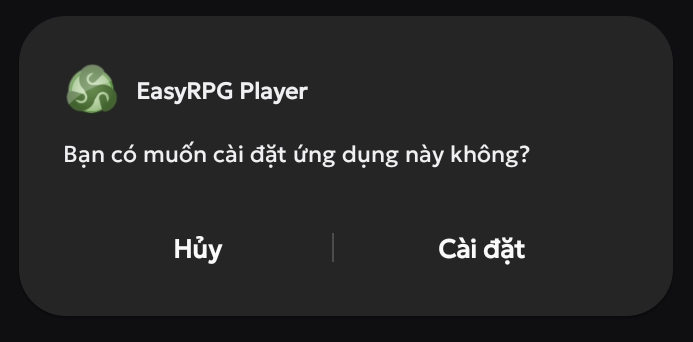 EasyRPG Player
Bạn có muốn cài đặt ứng dụng này không?
Hủy
Cài đặt